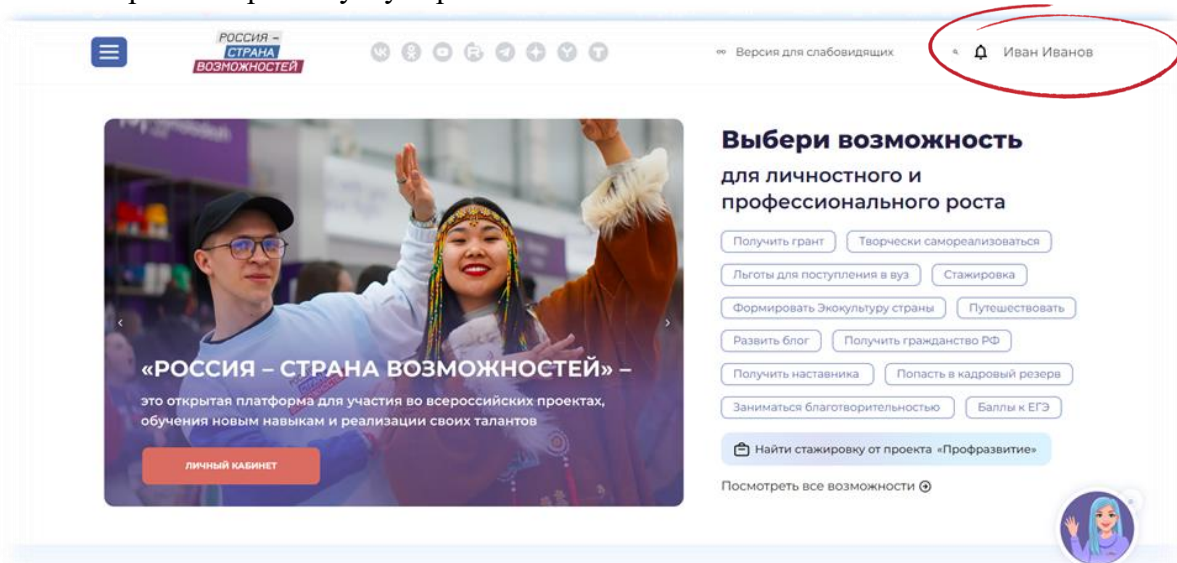 РОССИЯ –
СТРАНА
ВОЗМОЖНОСТЕЙ
Версия для слабовидящих
Иван Иванов
Выбери возможность
для личностного и
профессионального роста
Получить грант
Творчески самореализоваться
Льготы для поступления в вуз
Стажировка
Формировать Экокультуру страны
Путешествовать
Развить блог
Получить гражданство РФ
Получить наставника
Попасть в кадровый резерв
Заниматься благотворительностью
Баллы к ЕГЭ
Найти стажировку от проекта «Профразвитие»
Посмотреть все возможности
«РОССИЯ – СТРАНА ВОЗМОЖНОСТЕЙ» –
это открытая платформа для участия во всероссийских проектах,
обучения новым навыкам и реализации своих талантов
ЛИЧНЫЙ КАБИНЕТ